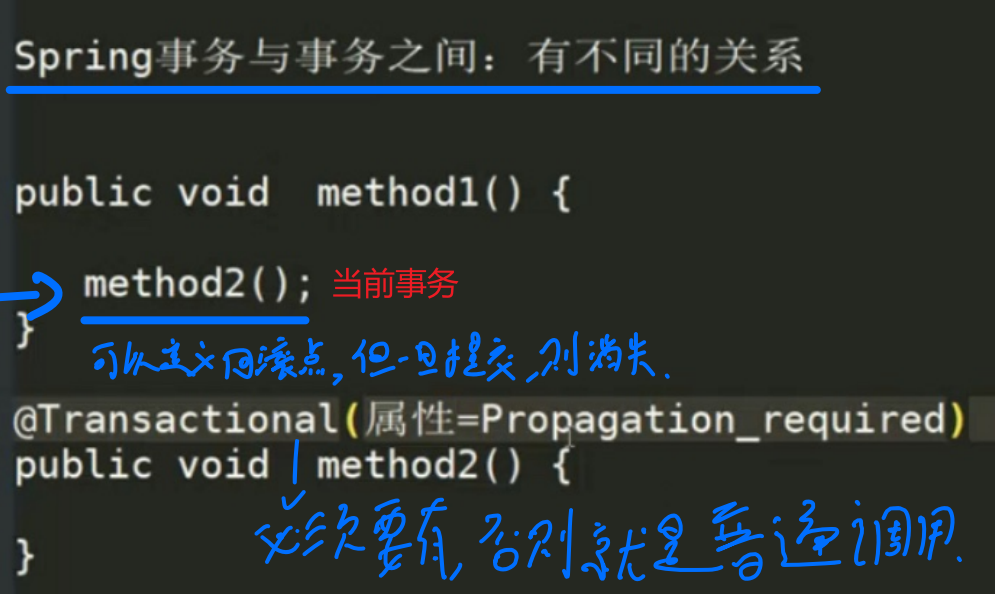 Spring事务与事务之间：有不同的关系
public void  method1() {
method2(); 当前事务
}
可以定义回滚点,但一旦提交,则消失.
@Transactional(属性=Propagation_required)
public void  method2() {
必须要有,否则就是普通调用.
}